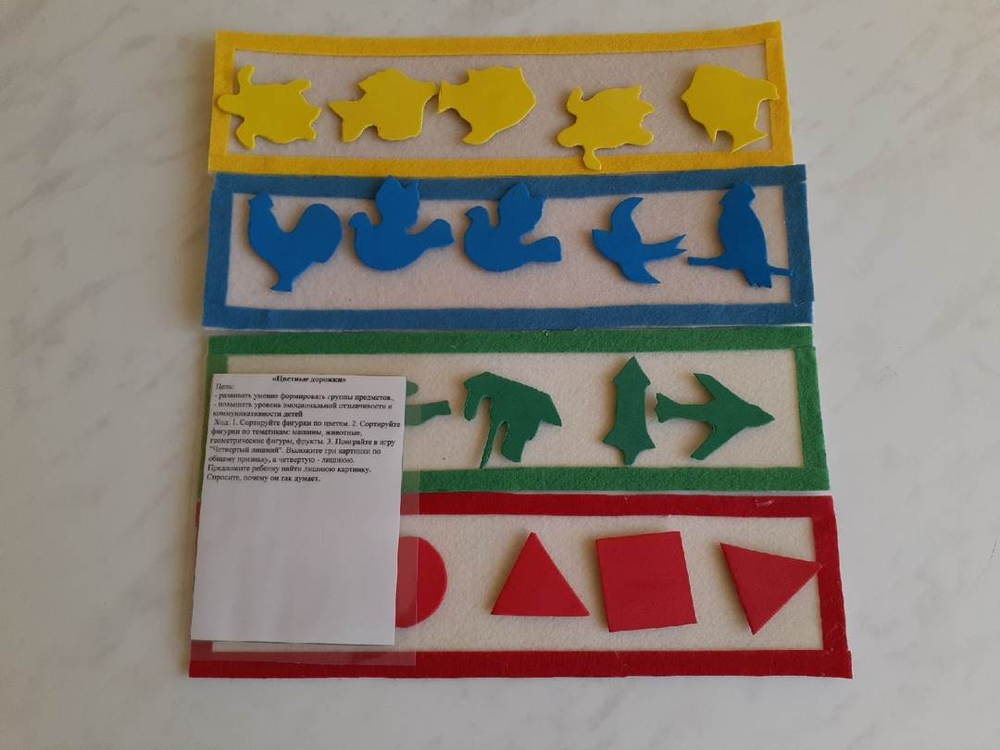 «Цветные дорожки»
Цель:
- развивать умение формировать группы предметов.,
- повышать уровень эмоциональной отзывчивости и
коммуникативности детей
Ход: 1. Сортируйте фигурки по цветам. 2. Сортируйте
фигурки по тематикам: машины, животные,
геометрические фигуры, фрукты. 3. Поиграйте в игру
"Четвертый лишний". Выложите три картинки по
общему признаку, а четвертую - лишнюю.
Предложите ребенку найти лишнюю картинку.
Спросите, почему он так думает.